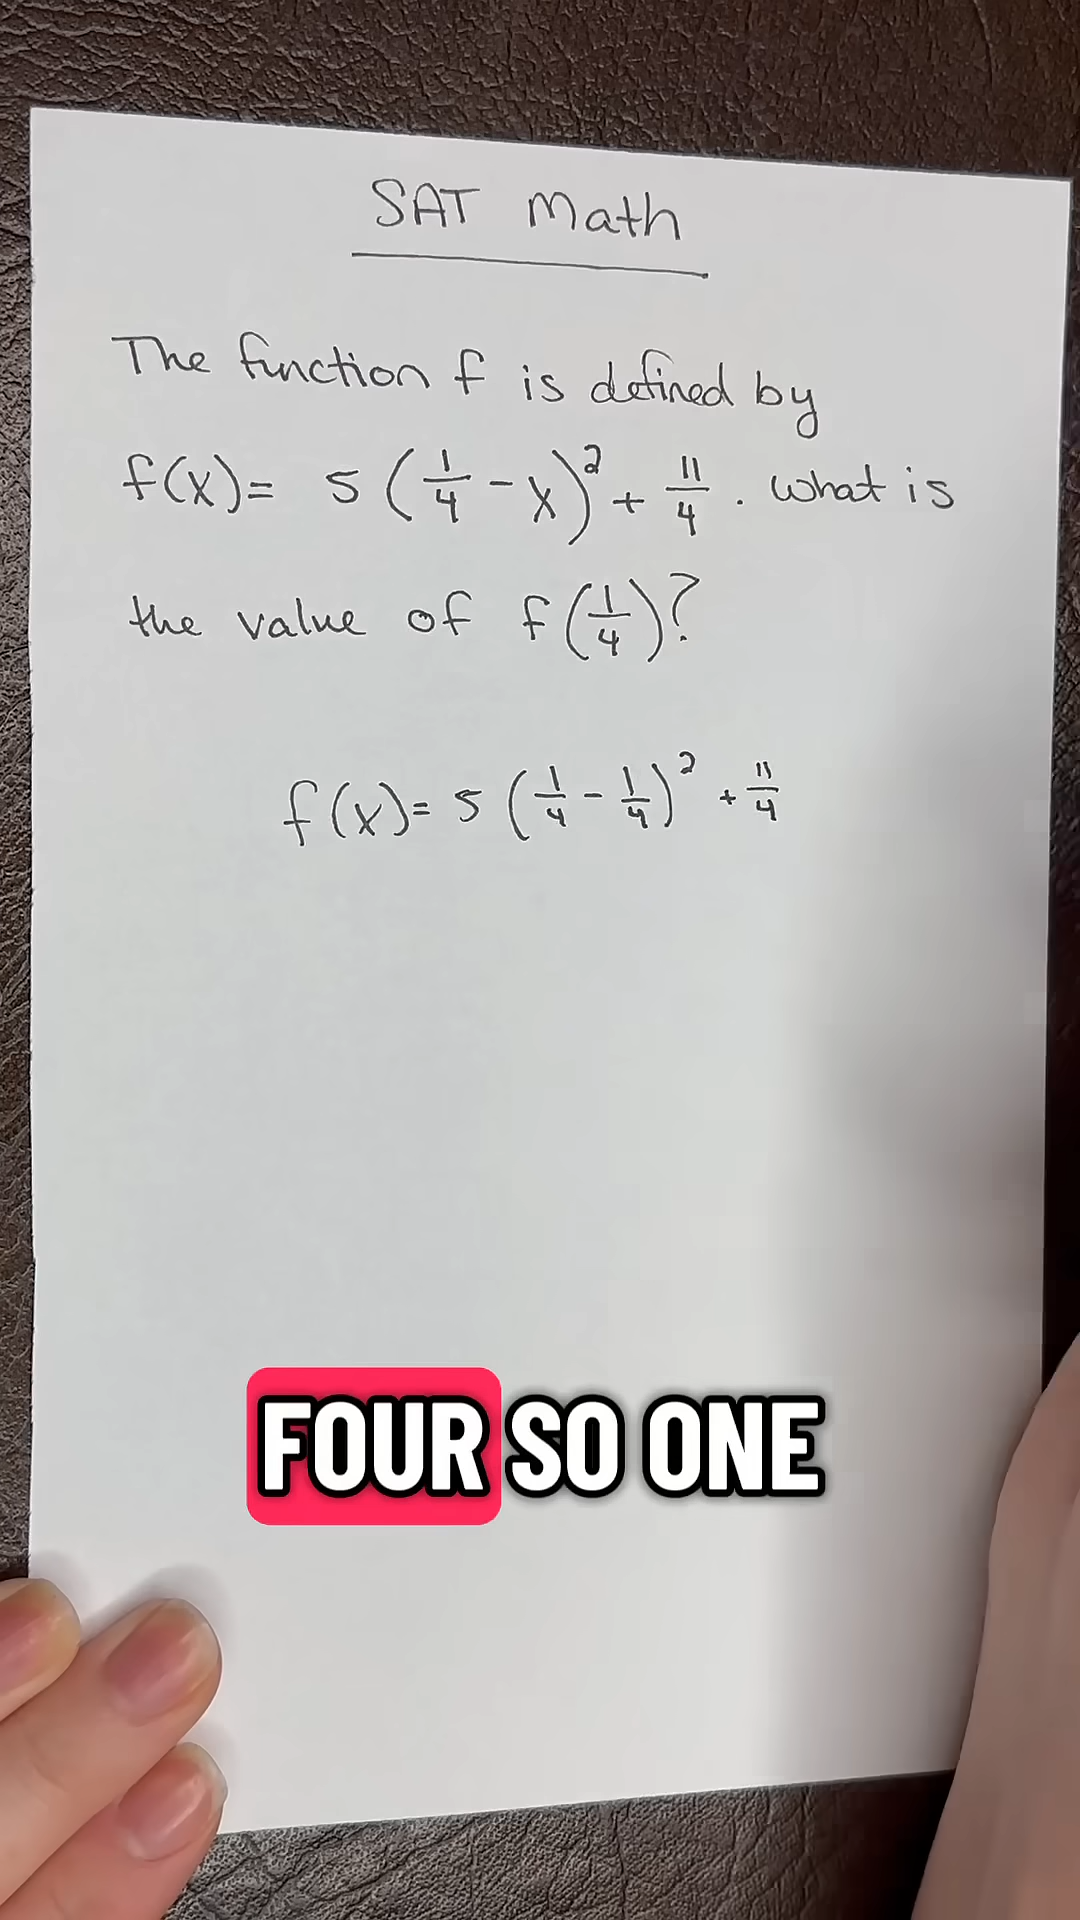 SAT Math
The function f is defined by
f(x)= 5(1/4 - x)² + 11/4. What is
the value of f(1/4)?
f(x)= 5(1/4 - 1/4)² + 11/4
FOUR SO ONE